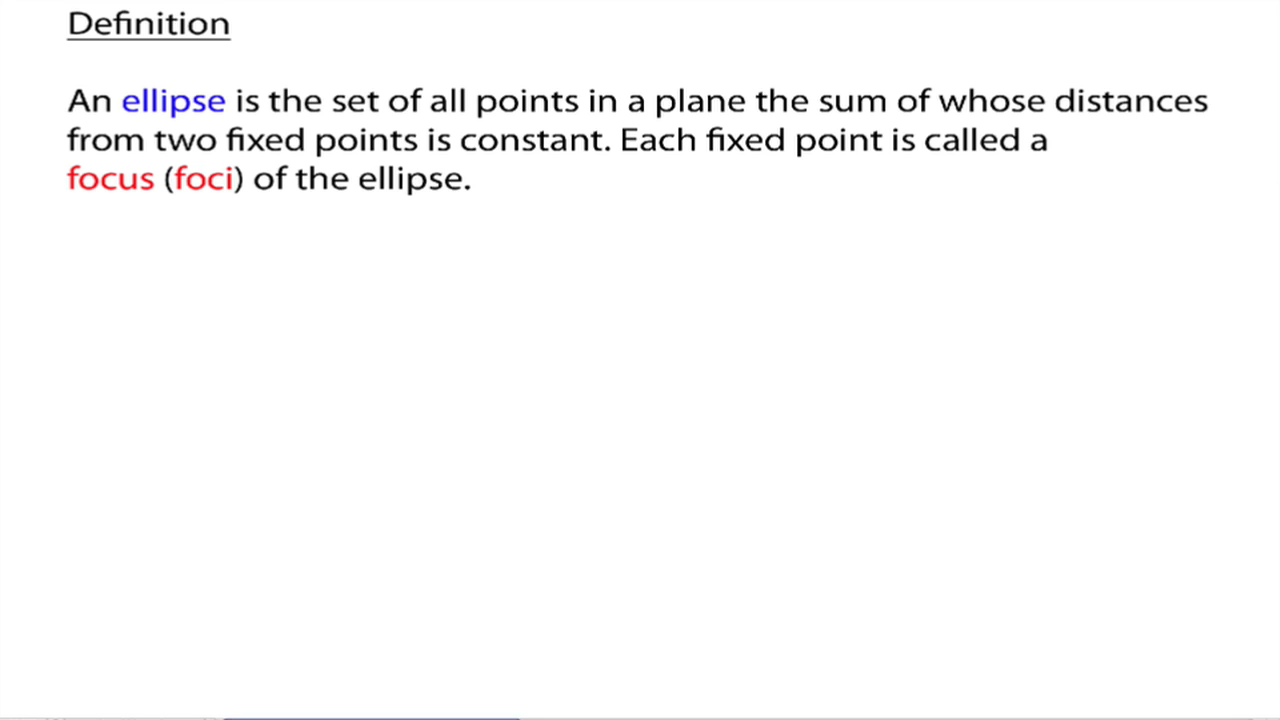 Definition
An ellipse is the set of all points in a plane the sum of whose distances
from two fixed points is constant. Each fixed point is called a
focus (foci) of the ellipse.